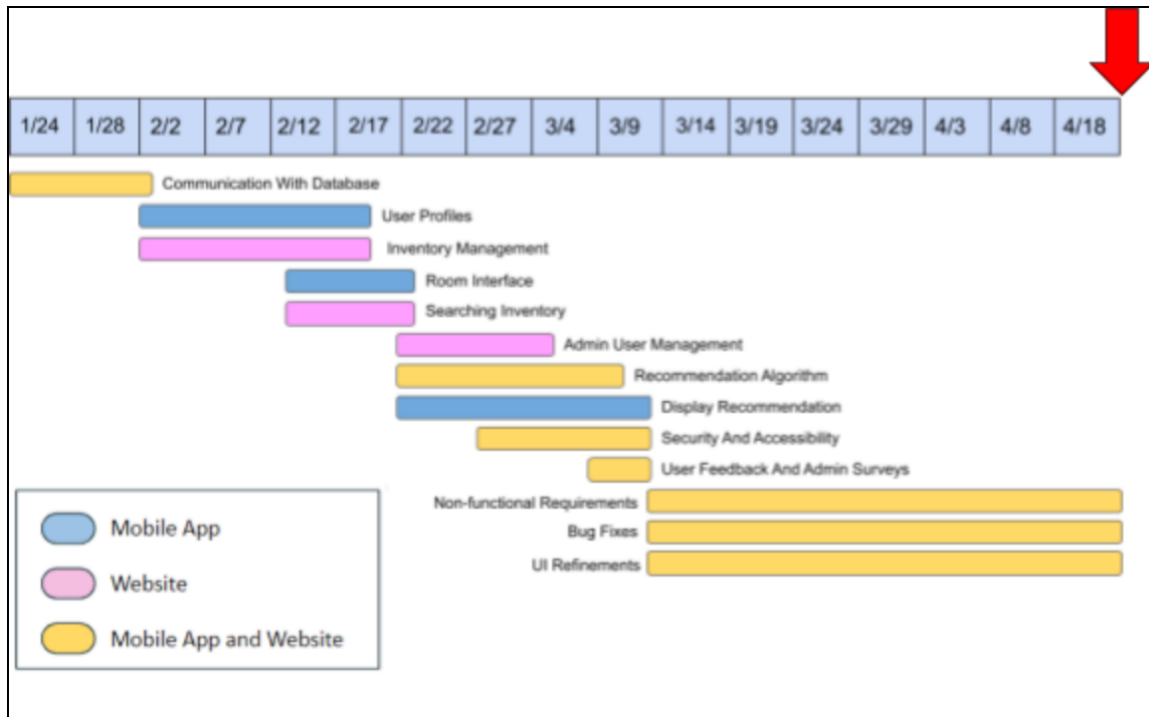 1/24 1/28 2/2 2/7 2/12 2/17 2/22 2/27 3/4 3/9 3/14 3/19 3/24 3/29 4/3 4/8 4/18
Communication With Database
User Profiles
Inventory Management
Room Interface
Searching Inventory
Admin User Management
Recommendation Algorithm
Display Recommendation
Security And Accessibility
User Feedback And Admin Surveys
Non-functional Requirements
Bug Fixes
UI Refinements
Mobile App
Website
Mobile App and Website